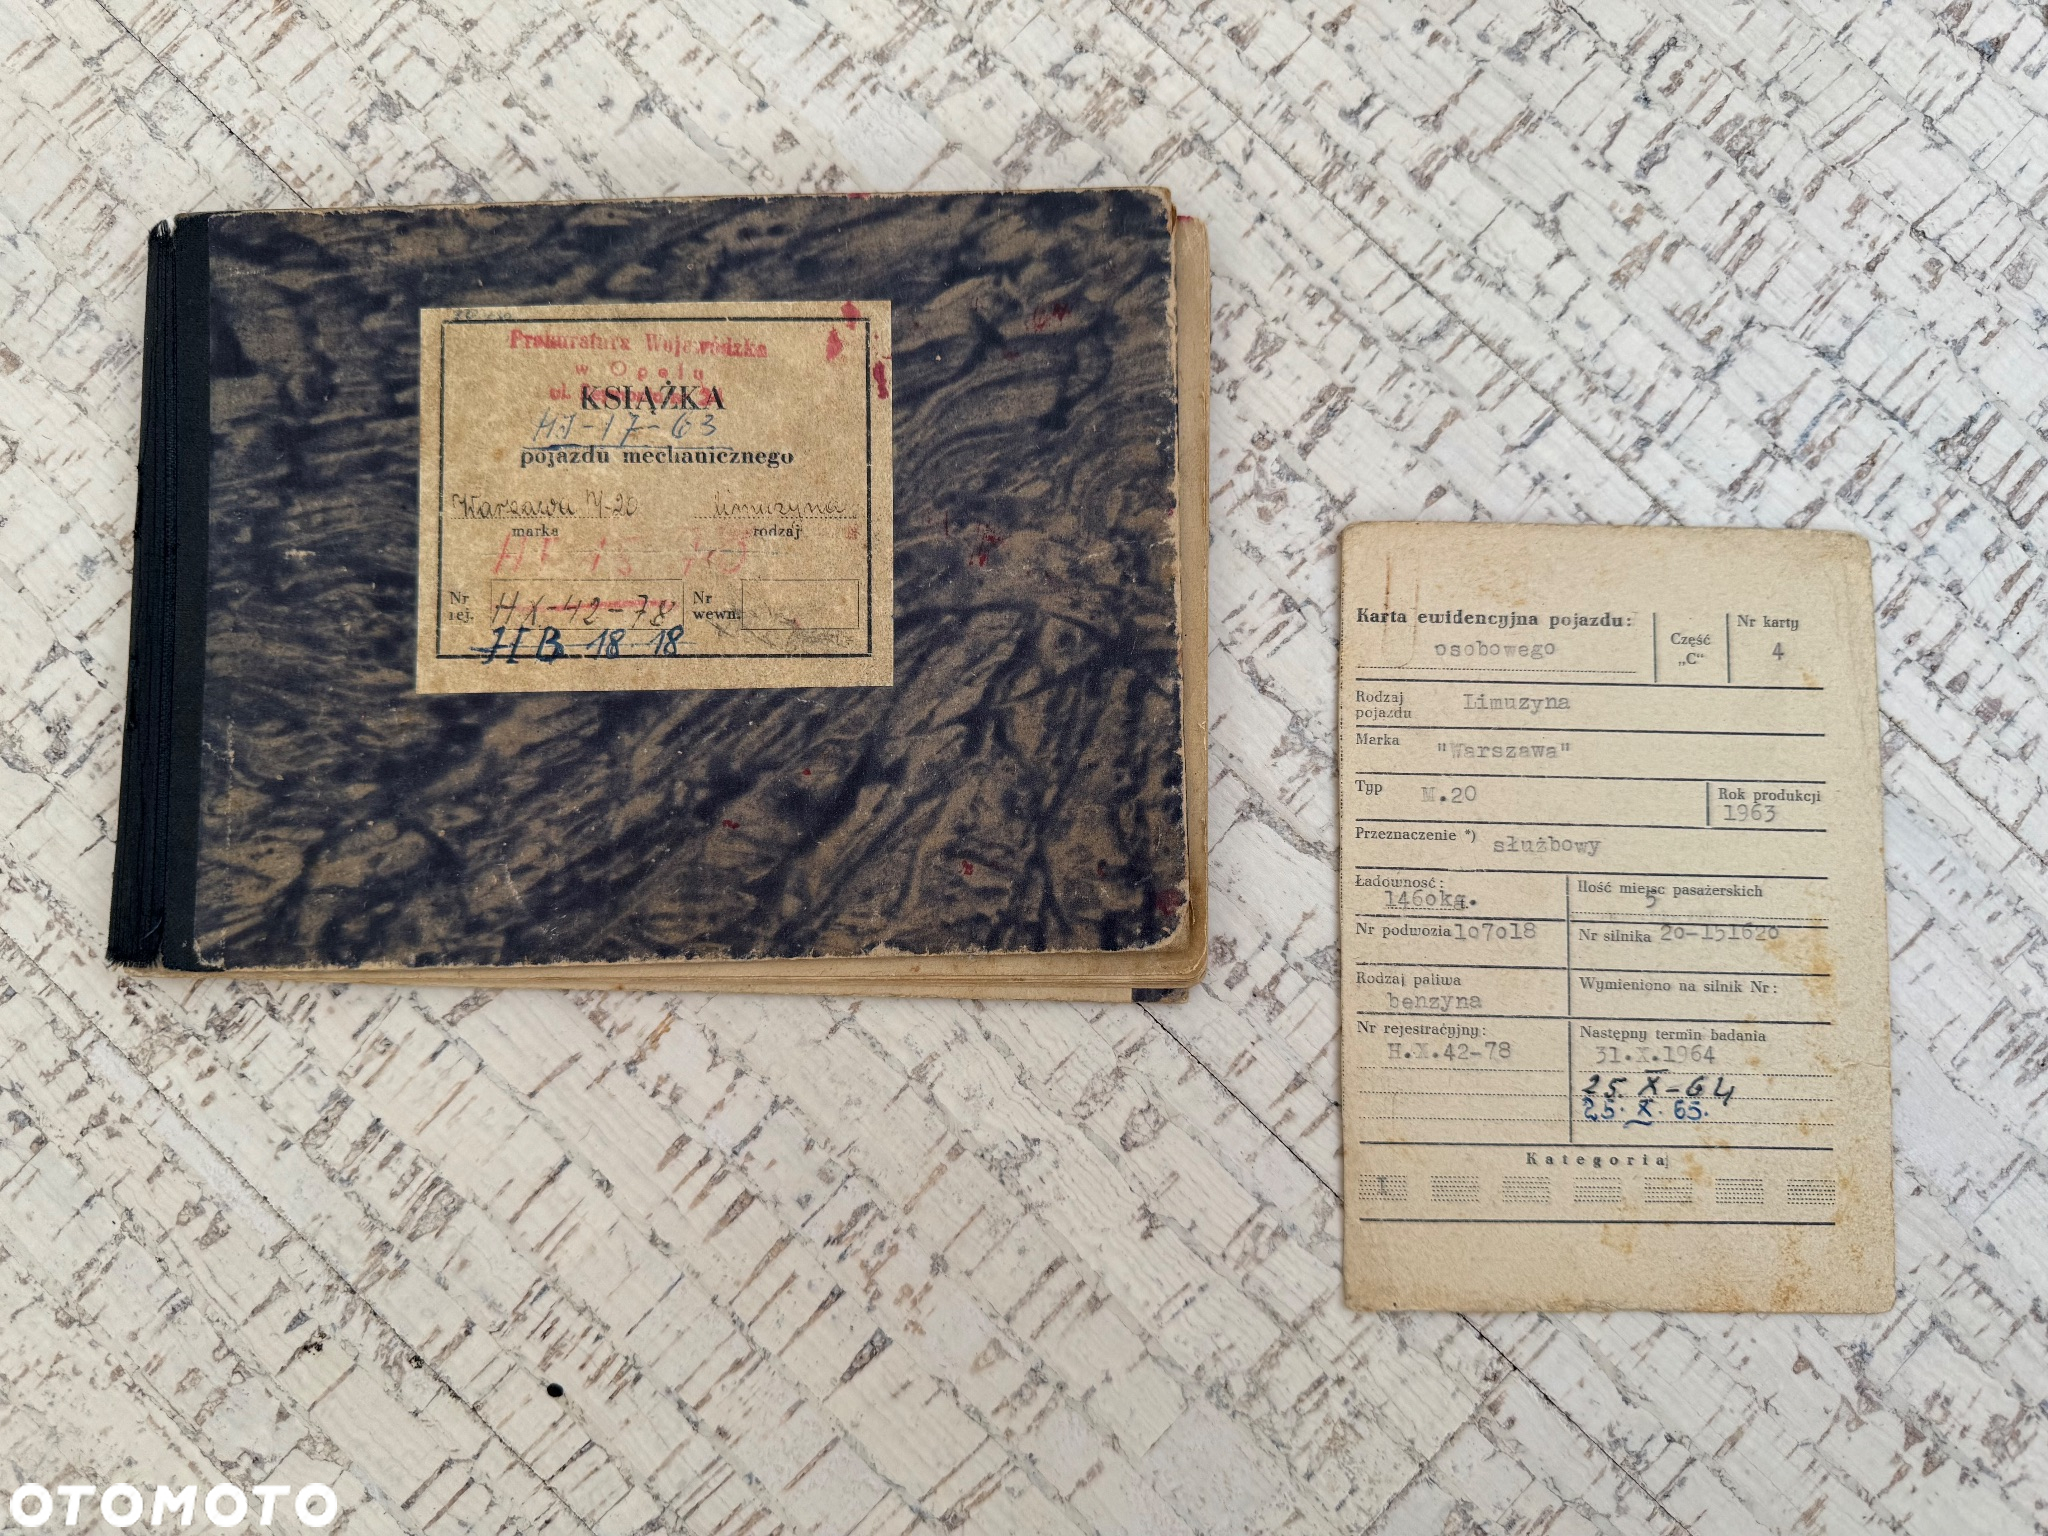 Prokuratura Wojewódzka
w Opolu
ul.
KSIĄŻKA
HI-17-63
pojazdu mechanicznego
Warszawa M-20 limuzyna
marka rodzaj
Nr rej. HX-42-78 Nr wewn.
HB 18-18
Karta ewidencyjna pojazdu:
osobowego
Część „C"
Nr karty
4
Rodzaj pojazdu Limuzyna
Marka "Warszawa"
Typ M.20
Rok produkcji
1963
Przeznaczenie *) służbowy
Ładowność:
1460kg.
Ilość miejsc pasażerskich
5
Nr podwozia 107018
Nr silnika 20-151620
Rodzaj paliwa
benzyna
Wymieniono na silnik Nr:
Nr rejestracyjny:
H.X.42-78
Następny termin badania
31.X.1964
25.X-64
25.X.65.
Kategoria
I
OTOMOTO